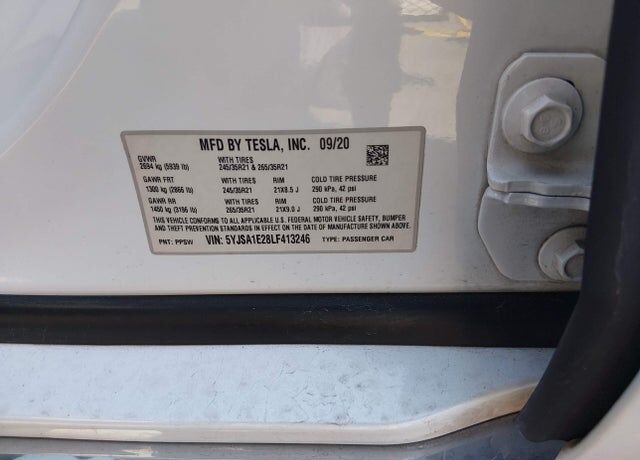 MFD BY TESLA, INC. 09/20
GVWR WITH TIRES
2694 kg (5939 lb) 245/35R21 & 265/35R21
GAWR FRT WITH TIRES RIM COLD TIRE PRESSURE
1300 kg (2866 lb) 245/35R21 21X8.5 J 290 kPa, 42 psi
GAWR RR WITH TIRES RIM COLD TIRE PRESSURE
1450 kg (3196 lb) 265/35R21 21X9.0 J 290 kPa, 42 psi
THIS VEHICLE CONFORMS TO ALL APPLICABLE U.S. FEDERAL MOTOR VEHICLE SAFETY, BUMPER
AND THEFT PREVENTION STANDARDS IN EFFECT ON THE DATE OF MANUFACTURE SHOWN ABOVE.
PNT: PPSW VIN: 5YJSA1E28LF413246 TYPE: PASSENGER CAR